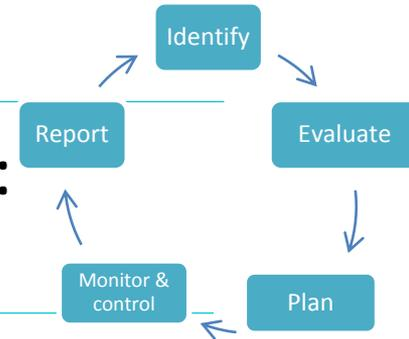 Identify
Report
Evaluate
:
Monitor &
control
Plan